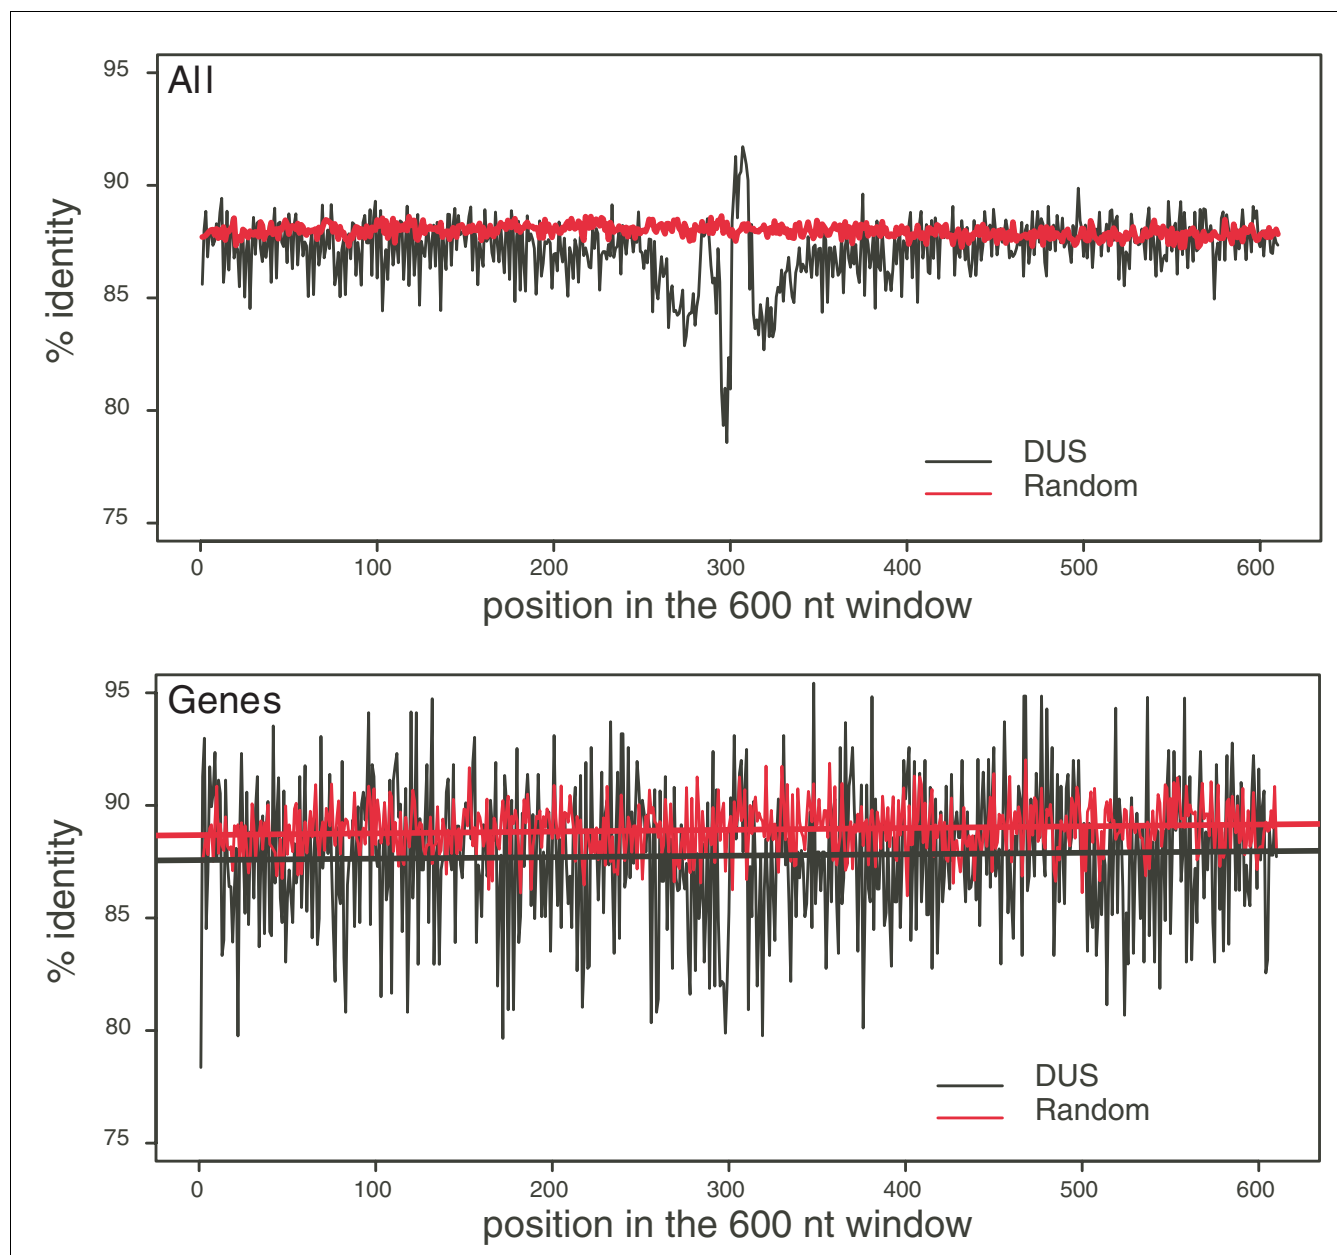 All
95
90
85
80
75
% identity
DUS
Random
0 100 200 300 400 500 600
position in the 600 nt window
Genes
95
90
85
80
75
% identity
DUS
Random
0 100 200 300 400 500 600
position in the 600 nt window